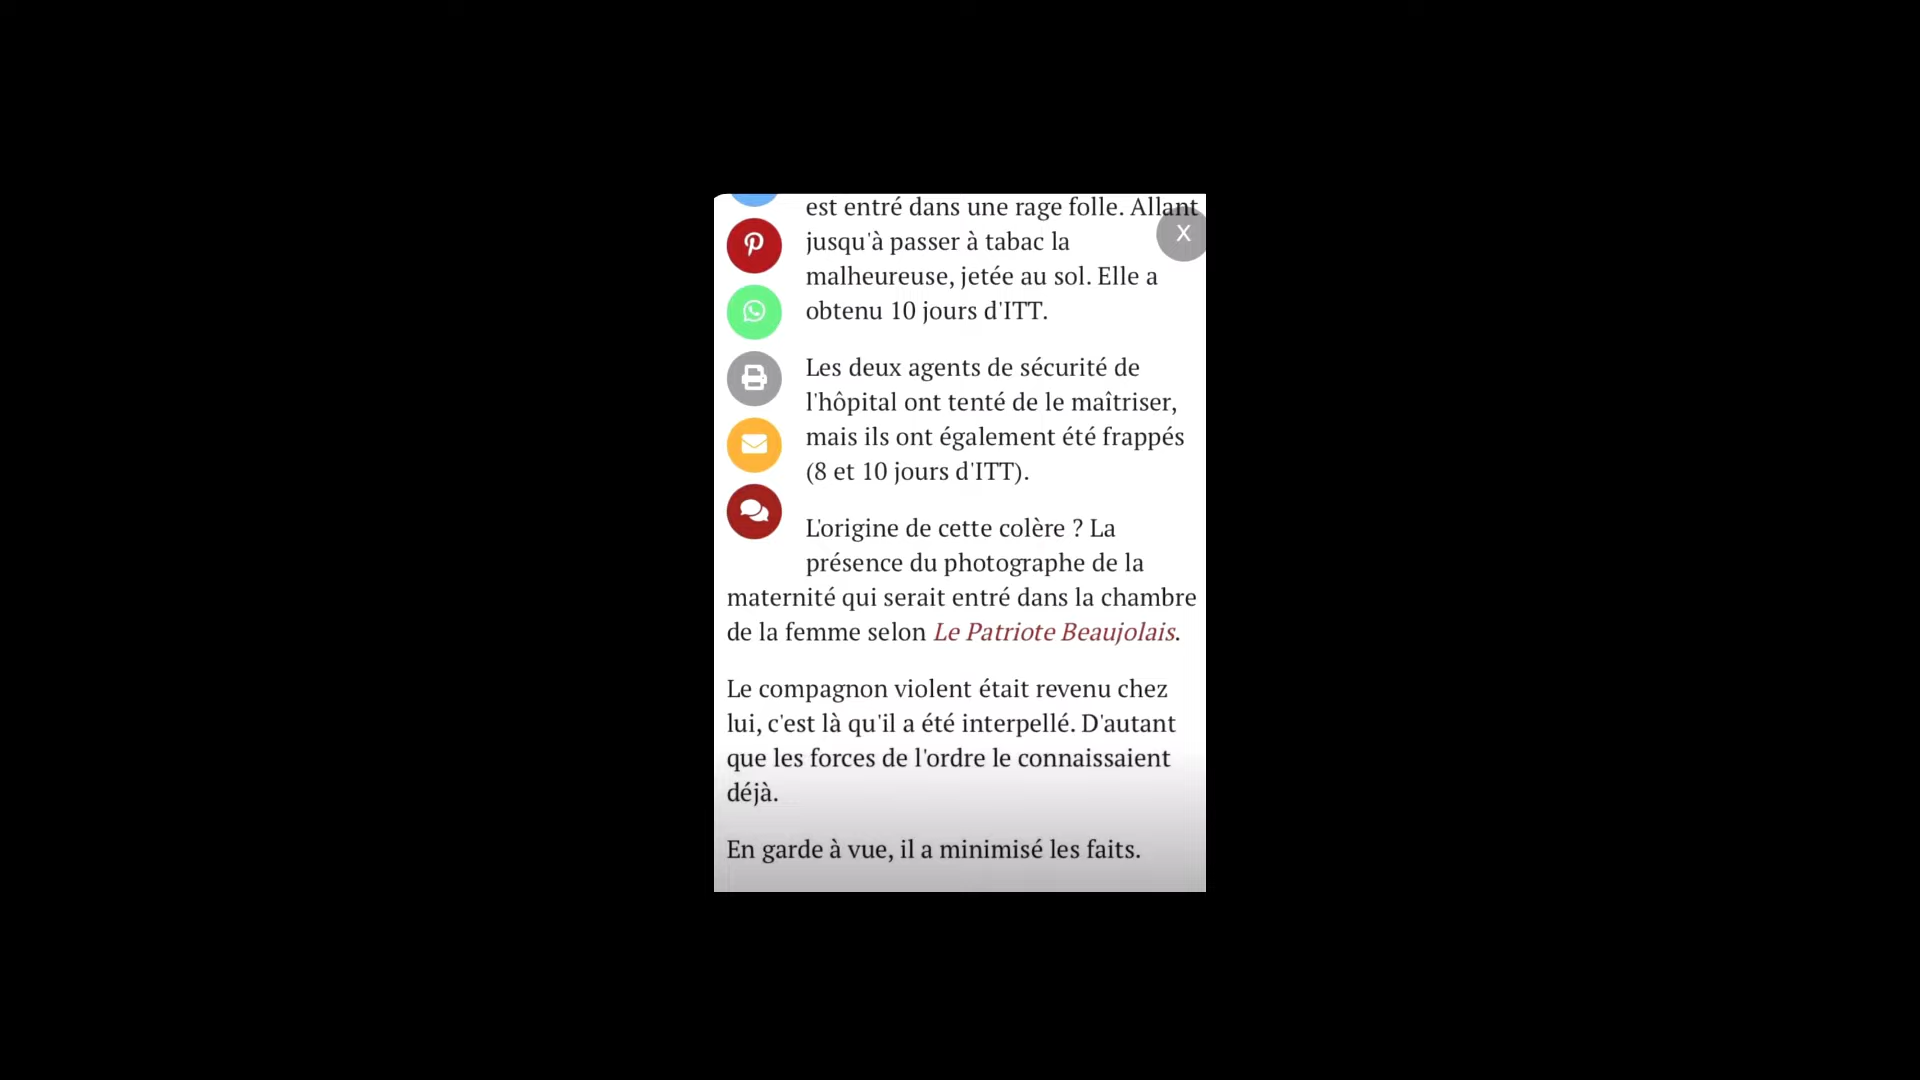 est entré dans une rage folle. Allant
X
jusqu'à passer à tabac la
malheureuse, jetée au sol. Elle a
obtenu 10 jours d'ITT.
Les deux agents de sécurité de
l'hôpital ont tenté de le maîtriser,
mais ils ont également été frappés
(8 et 10 jours d'ITT).
L'origine de cette colère ? La
présence du photographe de la
maternité qui serait entré dans la chambre
de la femme selon Le Patriote Beaujolais.
Le compagnon violent était revenu chez
lui, c'est là qu'il a été interpellé. D'autant
que les forces de l'ordre le connaissaient
déjà.
En garde à vue, il a minimisé les faits.